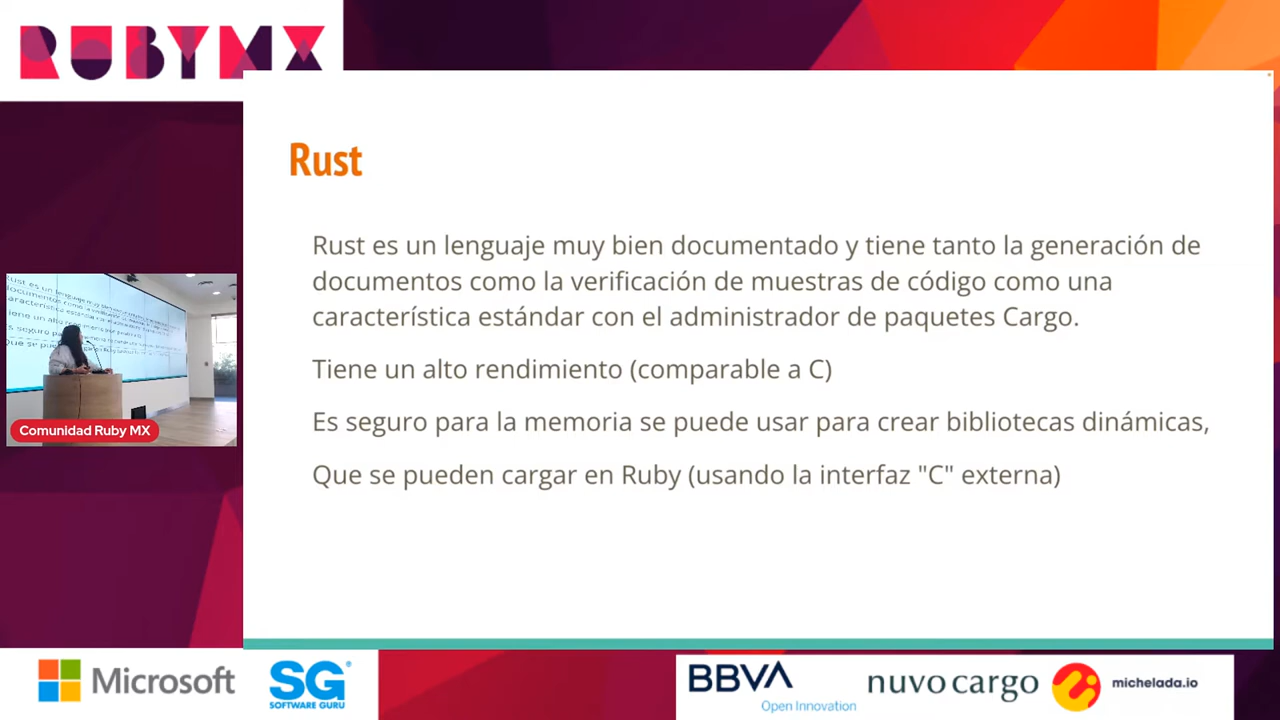 RUBYMX
Rust
Rust es un lenguaje muy bien documentado y tiene tanto la generación de
documentos como la verificación de muestras de código como una
característica estándar con el administrador de paquetes Cargo.
Tiene un alto rendimiento (comparable a C)
Es seguro para la memoria se puede usar para crear bibliotecas dinámicas,
Que se pueden cargar en Ruby (usando la interfaz "C" externa)
Comunidad Ruby MX
Microsoft
SG
SOFTWARE GURU
BBVA
Open Innovation
nuvocargo
michelada.io